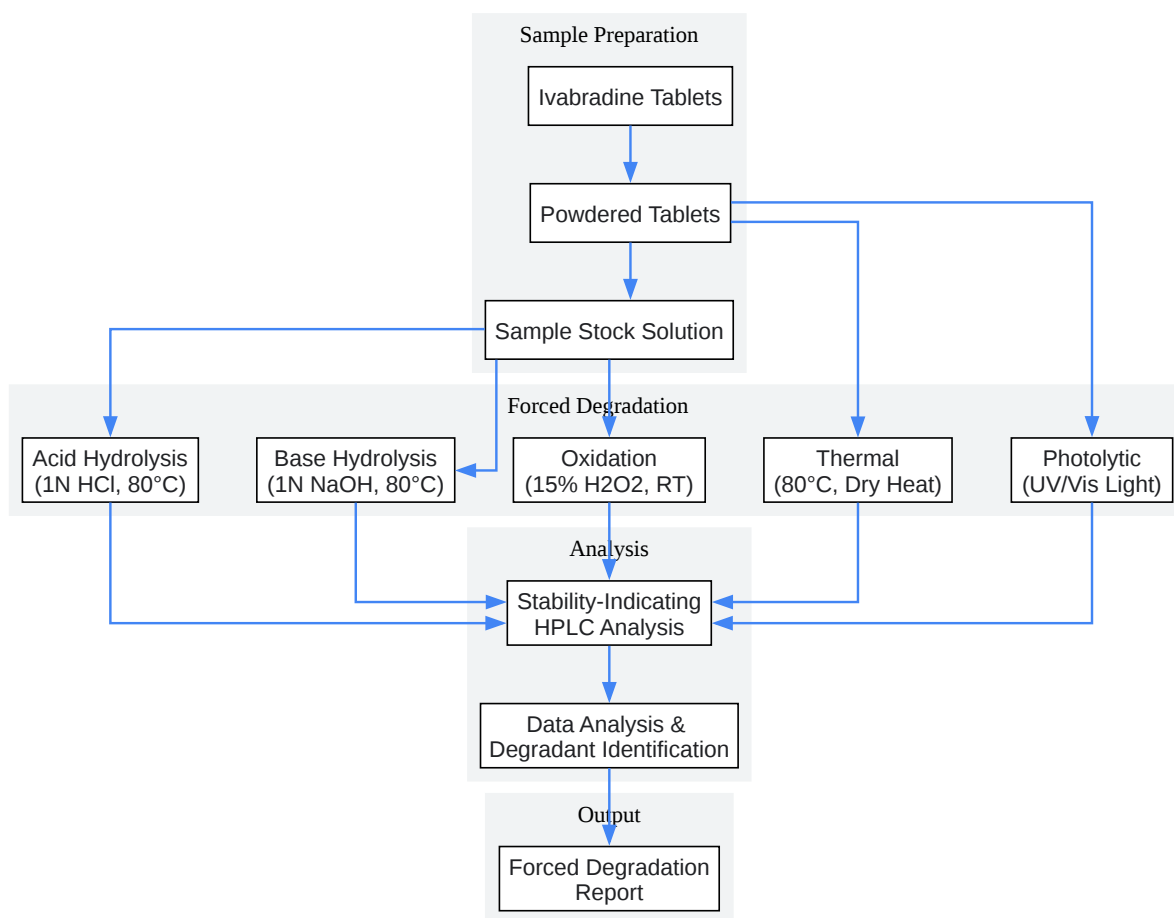 Sample Preparation
Ivabradine Tablets
Powdered Tablets
Sample Stock Solution
Forced Degradation
Acid Hydrolysis
(1N HCl, 80°C)
Base Hydrolysis
(1N NaOH, 80°C)
Oxidation
(15% H2O2, RT)
Thermal
(80°C, Dry Heat)
Photolytic
(UV/Vis Light)
Analysis
Stability-Indicating
HPLC Analysis
Data Analysis &
Degradant Identification
Output
Forced Degradation
Report